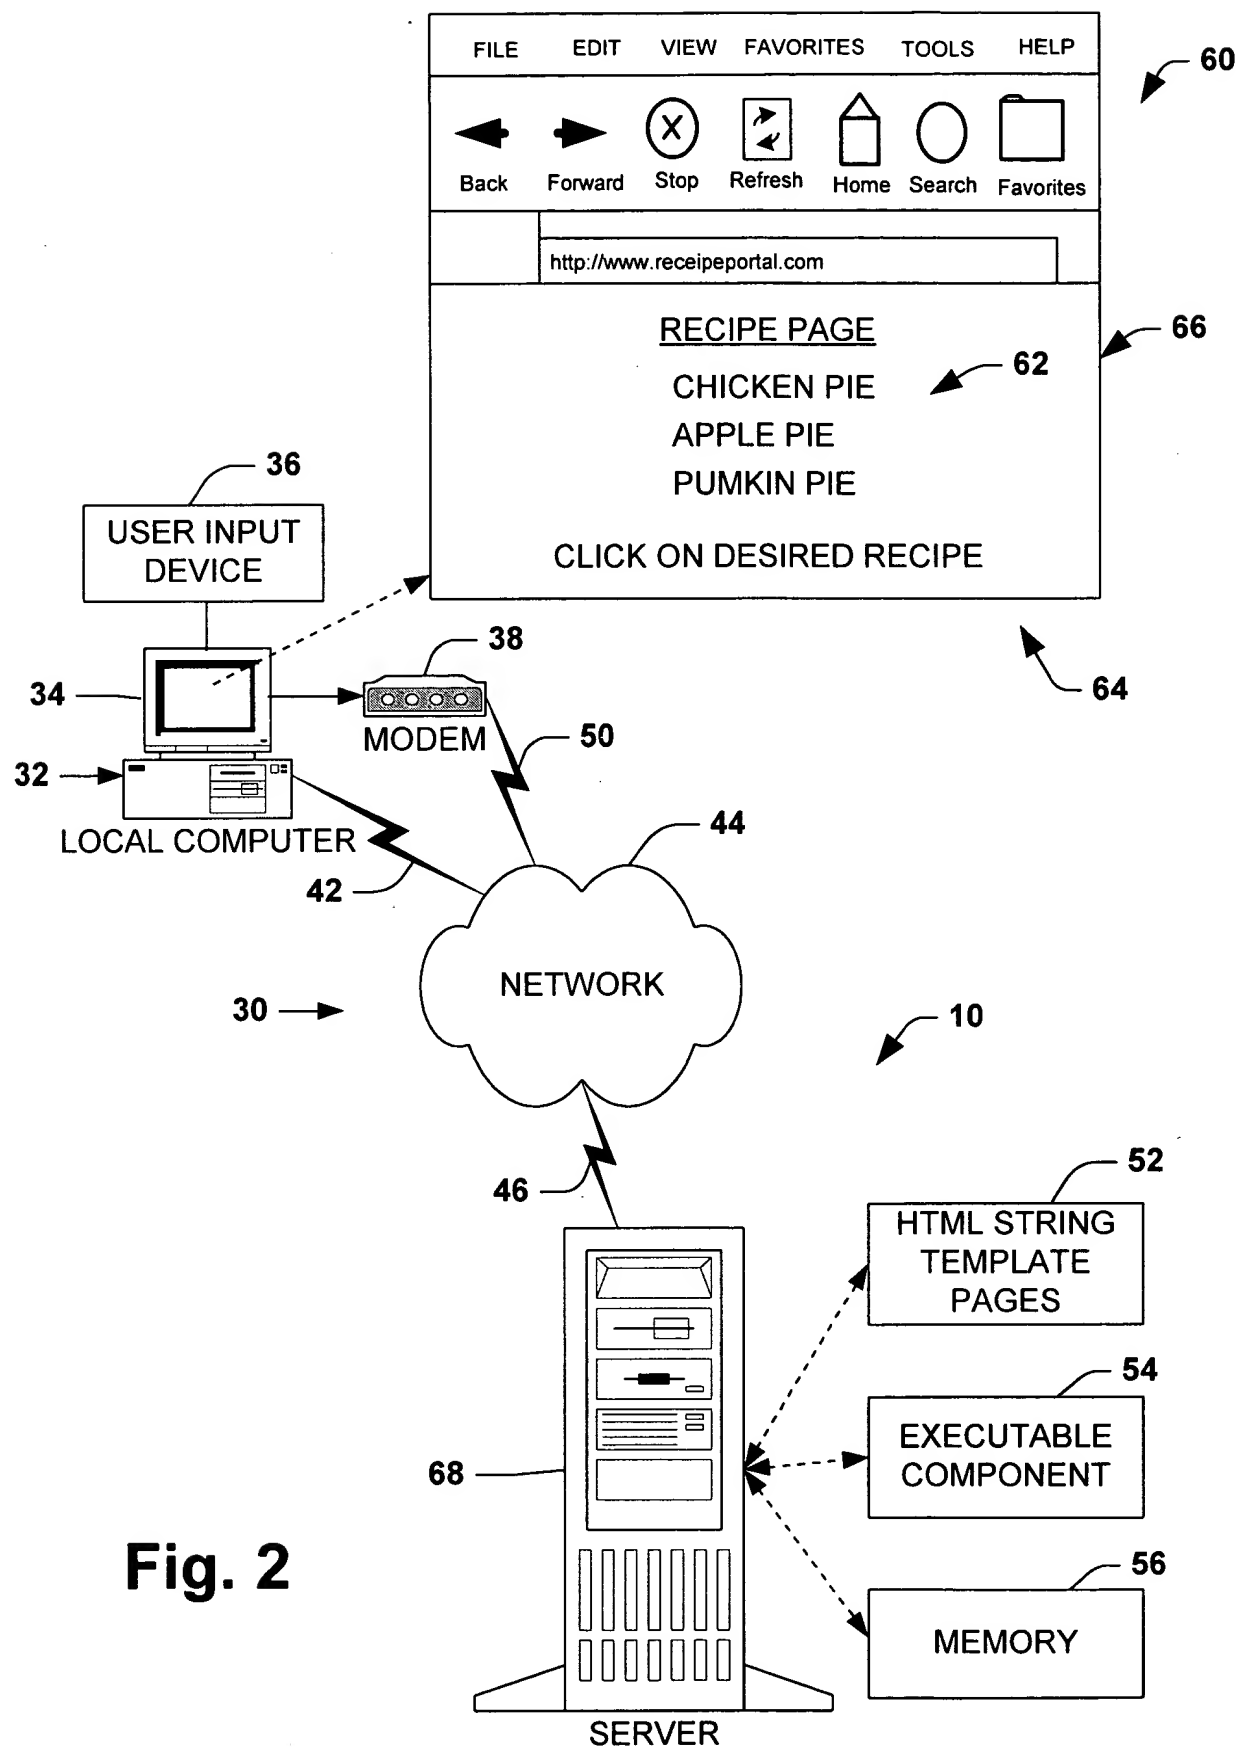 FILE EDIT VIEW FAVORITES TOOLS HELP
60
X
Back Forward Stop Refresh Home Search Favorites
http://www.receipeportal.com
RECIPE PAGE
66
62
CHICKEN PIE
APPLE PIE
PUMKIN PIE
CLICK ON DESIRED RECIPE
36
USER INPUT
DEVICE
38
64
34
MODEM
50
32
LOCAL COMPUTER
44
42
NETWORK
30
10
46
52
HTML STRING
TEMPLATE
PAGES
54
EXECUTABLE
COMPONENT
68
56
MEMORY
Fig. 2
SERVER